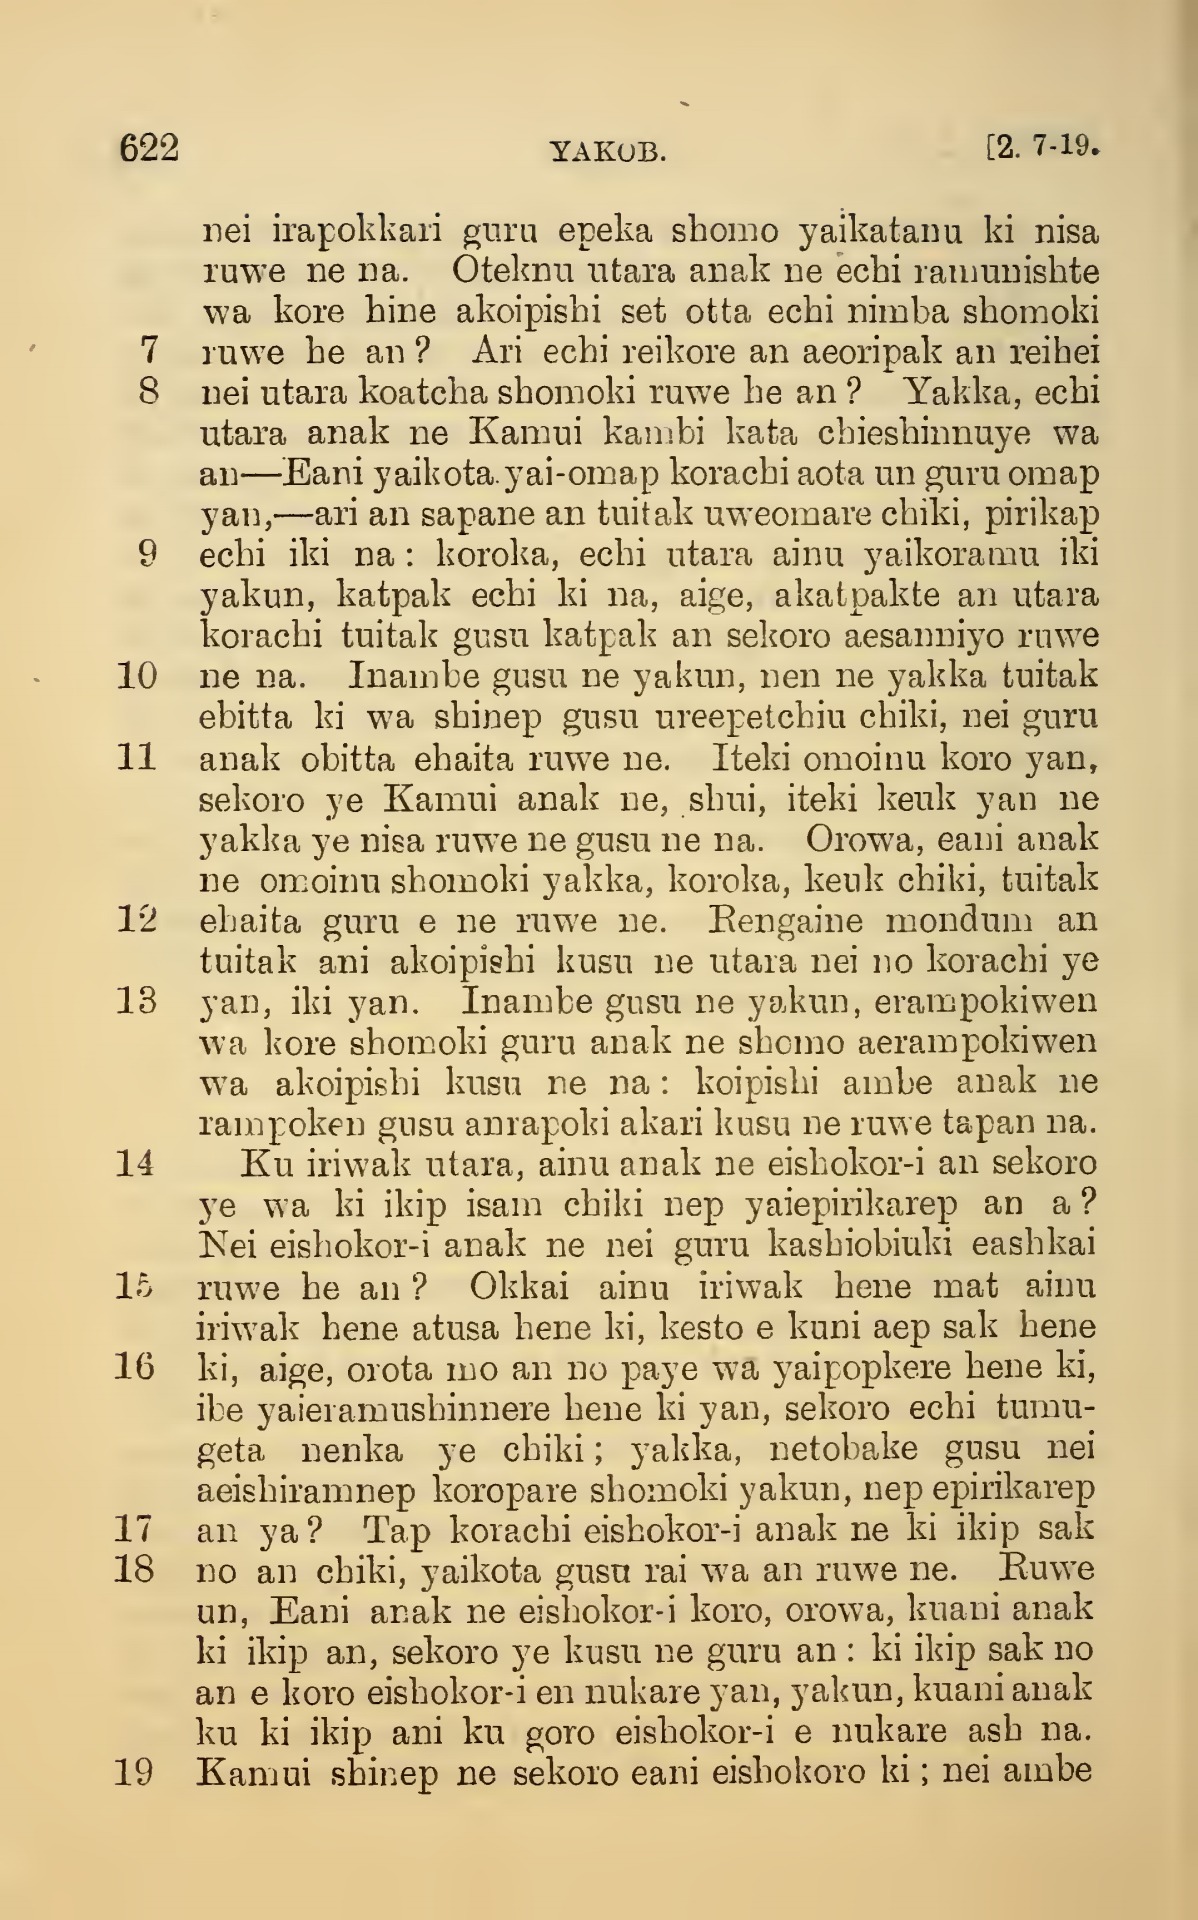 622 YAKOB. [2. 7-19.
nei irapokkari guru epeka shomo yaikatanu ki nisa
ruwe ne na. Oteknu utara anak ne echi ramunishte
wa kore hine akoipishi set otta echi nimba shomoki
7 ruwe he an? Ari echi reikore an aeoripak an reihei
8 nei utara koatcha shomoki ruwe he an? Yakka, echi
utara anak ne Kamui kambi kata chieshinnuye wa
an—Eani yaikota yai-omap korachi aota un guru omap
yan,—ari an sapane an tuitak uweomare chiki, pirikap
9 echi iki na: koroka, echi utara ainu yaikoramu iki
yakun, katpak echi ki na, aige, akatpakte an utara
korachi tuitak gusu katpak an sekoro aesanniyo ruwe
10 ne na. Inambe gusu ne yakun, nen ne yakka tuitak
ebitta ki wa shinep gusu ureepetchiu chiki, nei guru
11 anak obitta ehaita ruwe ne. Iteki omoinu koro yan,
sekoro ye Kamui anak ne, shui, iteki keuk yan ne
yakka ye nisa ruwe ne gusu ne na. Orowa, eani anak
ne omoinu shomoki yakka, koroka, keuk chiki, tuitak
12 ehaita guru e ne ruwe ne. Rengaine mondum an
tuitak ani akoipishi kusu ne utara nei no korachi ye
13 yan, iki yan. Inambe gusu ne yakun, erampokiwen
wa kore shomoki guru anak ne shomo aerampokiwen
wa akoipishi kusu ne na: koipishi ambe anak ne
rampoken gusu anrapoki akari kusu ne ruwe tapan na.
14 Ku iriwak utara, ainu anak ne eishokor-i an sekoro
ye wa ki ikip isam chiki nep yaiepirikarep an a?
Nei eishokor-i anak ne nei guru kashiobiuki eashkai
15 ruwe he an? Okkai ainu iriwak hene mat ainu
iriwak hene atusa hene ki, kesto e kuni aep sak hene
16 ki, aige, orota mo an no paye wa yaipopkere hene ki,
ibe yaieramushinnere hene ki yan, sekoro echi tumu-
geta nenka ye chiki; yakka, netobake gusu nei
aeishiramnep koropare shomoki yakun, nep epirikarep
17 an ya? Tap korachi eishokor-i anak ne ki ikip sak
18 no an chiki, yaikota gusu rai wa an ruwe ne. Ruwe
un, Eani anak ne eishokor-i koro, orowa, kuani anak
ki ikip an, sekoro ye kusu ne guru an: ki ikip sak no
an e koro eishokor-i en nukare yan, yakun, kuani anak
ku ki ikip ani ku goro eishokor-i e nukare ash na.
19 Kamui shinep ne sekoro eani eishokoro ki; nei ambe